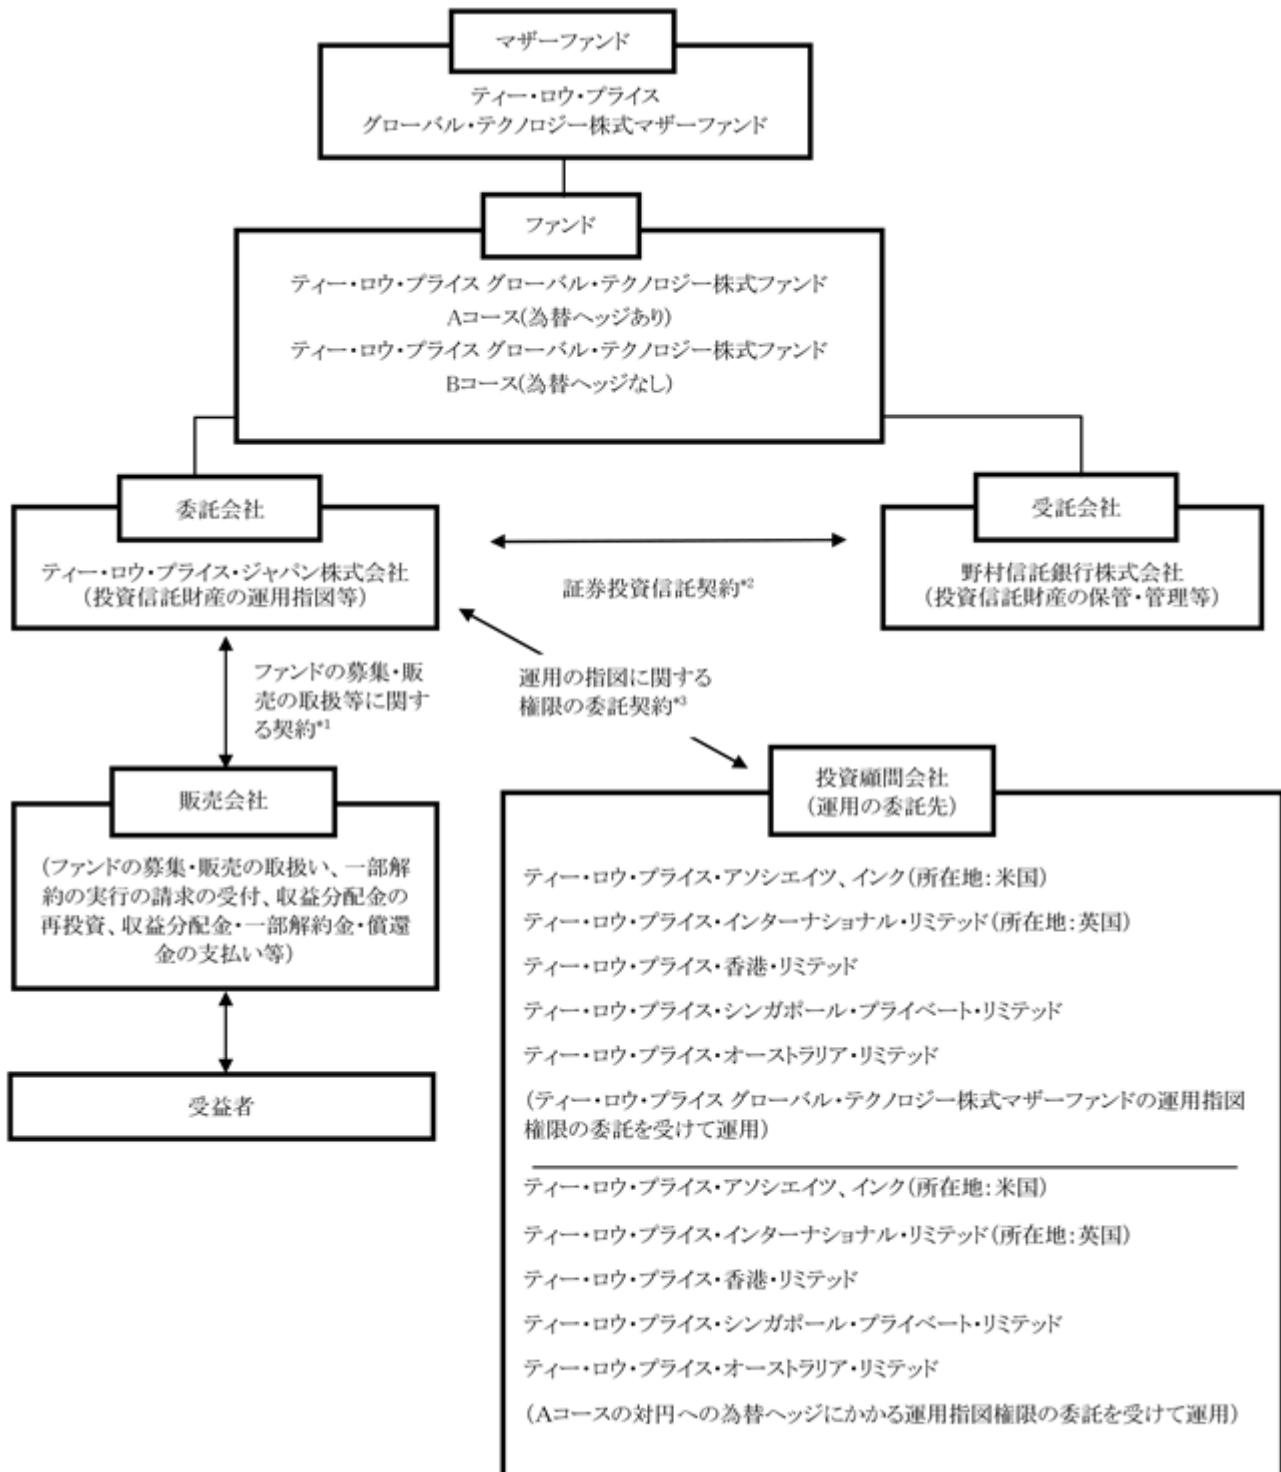 マザーファンド
ティー・ロウ・プライス
グローバル・テクノロジー株式マザーファンド
ファンド
ティー・ロウ・プライス グローバル・テクノロジー株式ファンド
Aコース(為替ヘッジあり)
ティー・ロウ・プライス グローバル・テクノロジー株式ファンド
Bコース(為替ヘッジなし)
委託会社
ティー・ロウ・プライス・ジャパン株式会社
(投資信託財産の運用指図等)
証券投資信託契約*2
受託会社
野村信託銀行株式会社
(投資信託財産の保管・管理等)
ファンドの募集・販
売の取扱等に関す
る契約*1
運用の指図に関する
権限の委託契約*3
販売会社
(ファンドの募集・販売の取扱い、一部解
約の実行の請求の受付、収益分配金の
再投資、収益分配金・一部解約金・償還
金の支払い等)
受益者
投資顧問会社
(運用の委託先)
ティー・ロウ・プライス・アソシエイツ、インク(所在地:米国)
ティー・ロウ・プライス・インターナショナル・リミテッド(所在地:英国)
ティー・ロウ・プライス・香港・リミテッド
ティー・ロウ・プライス・シンガポール・プライベート・リミテッド
ティー・ロウ・プライス・オーストラリア・リミテッド
(ティー・ロウ・プライス グローバル・テクノロジー株式マザーファンドの運用指図
権限の委託を受けて運用)
ティー・ロウ・プライス・アソシエイツ、インク(所在地:米国)
ティー・ロウ・プライス・インターナショナル・リミテッド(所在地:英国)
ティー・ロウ・プライス・香港・リミテッド
ティー・ロウ・プライス・シンガポール・プライベート・リミテッド
ティー・ロウ・プライス・オーストラリア・リミテッド
(Aコースの対円への為替ヘッジにかかる運用指図権限の委託を受けて運用)